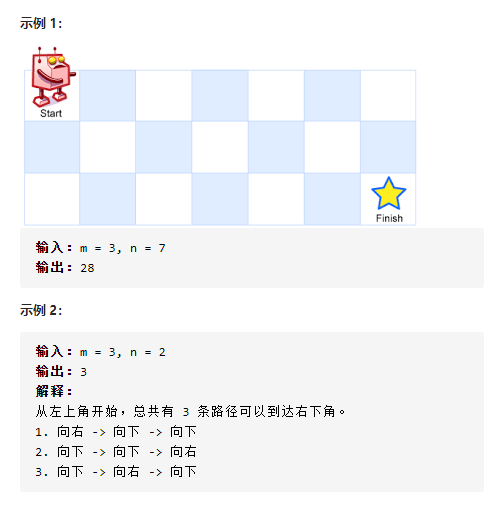 示例 1：
Start
Finish
输入：m = 3, n = 7
输出：28
示例 2：
输入：m = 3, n = 2
输出：3
解释：
从左上角开始，总共有 3 条路径可以到达右下角。
1. 向右 -> 向下 -> 向下
2. 向下 -> 向下 -> 向右
3. 向下 -> 向右 -> 向下